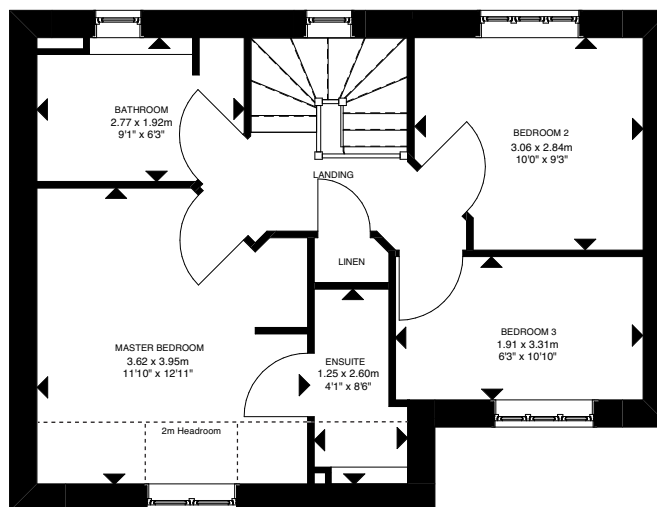 BATHROOM
2.77 x 1.92m
9'1" x 6'3"
BEDROOM 2
3.06 x 2.84m
10'0" x 9'3"
LANDING
LINEN
MASTER BEDROOM
3.62 x 3.95m
11'10" x 12'11"
ENSUITE
1.25 x 2.60m
4'1" x 8'6"
BEDROOM 3
1.91 x 3.31m
6'3" x 10'10"
2m Headroom